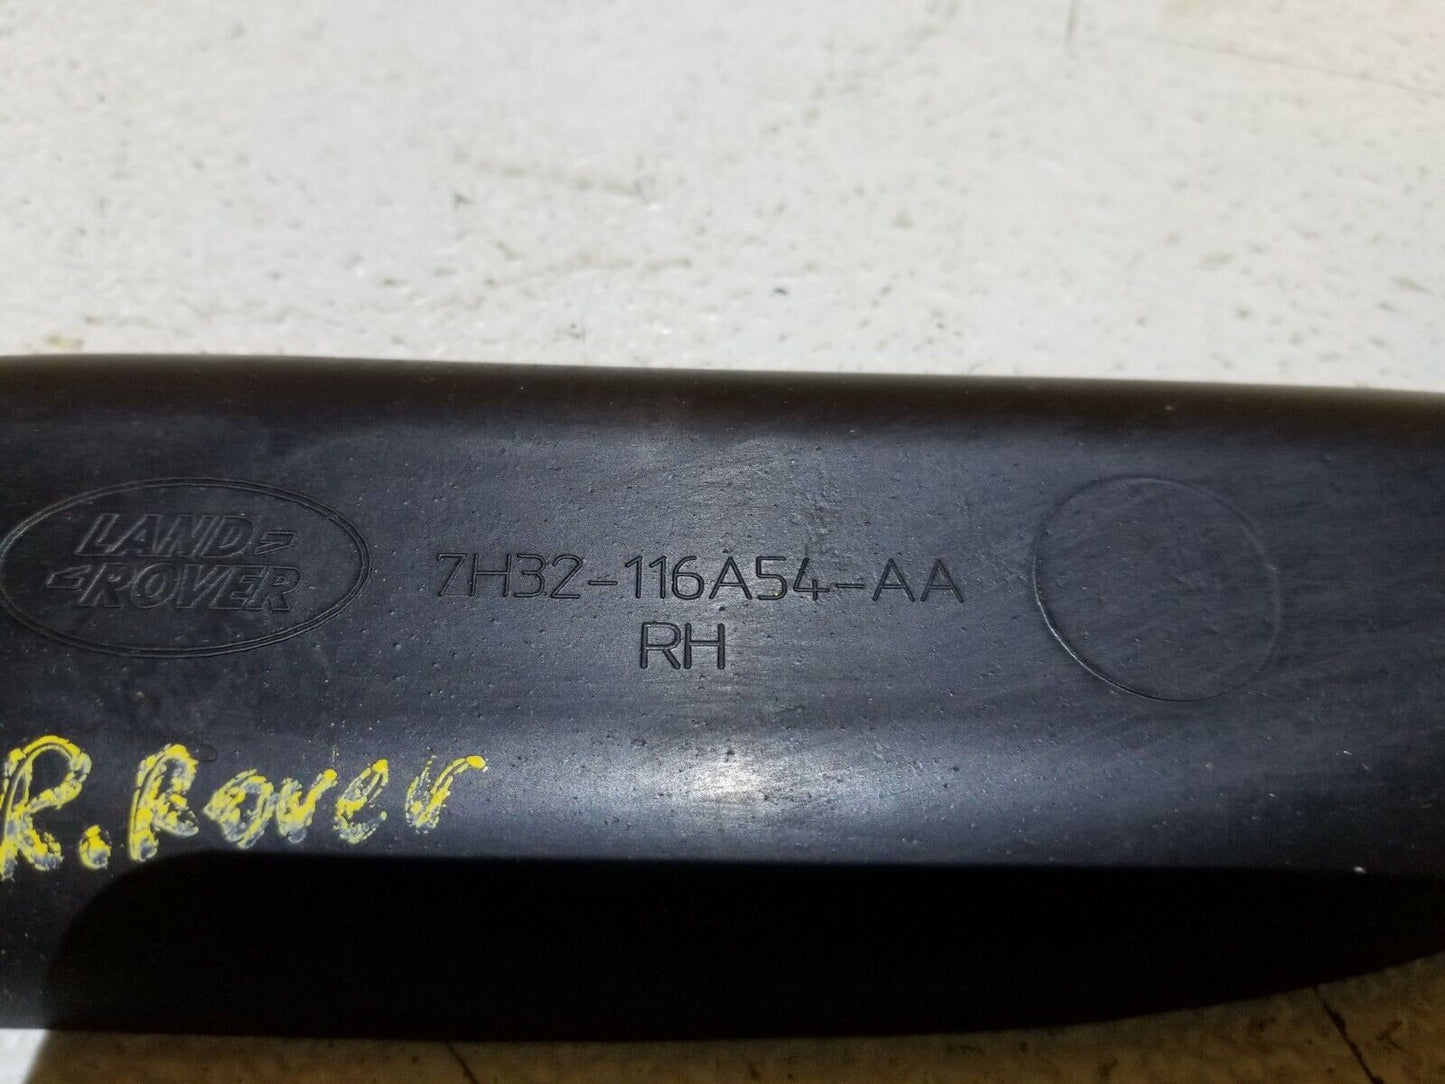 LAND
ROVER
7H32-116A54-AA
RH
R. Rover